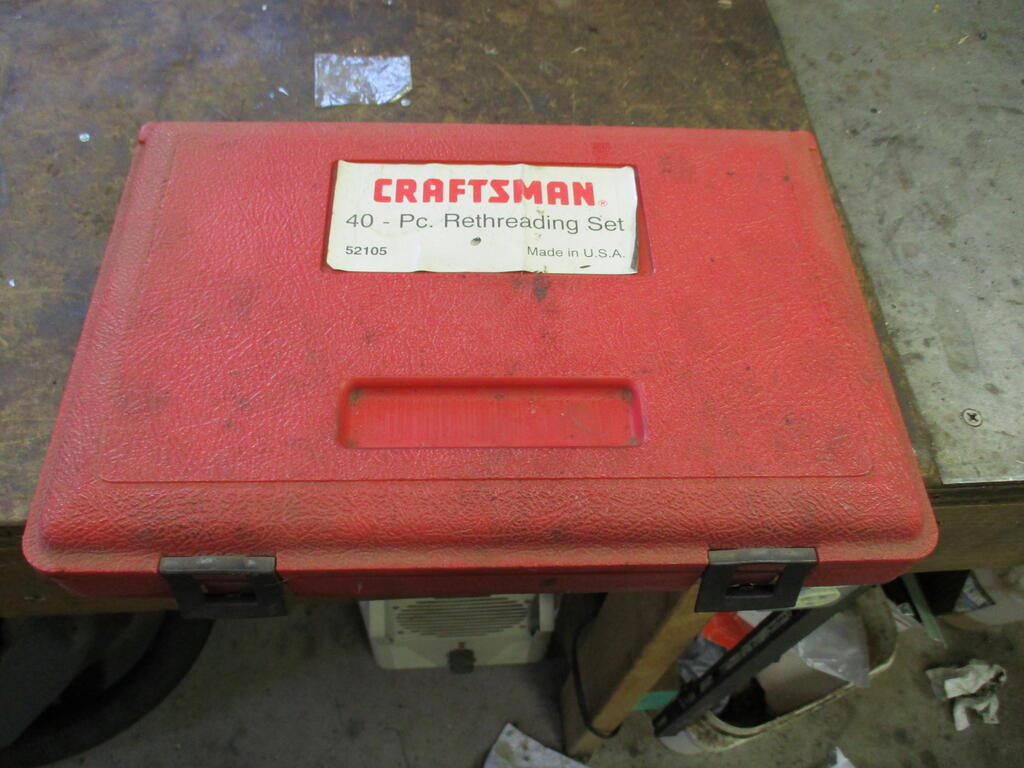 CRAFTSMAN®
40 - Pc. Rethreading Set
52105 Made in U.S.A.